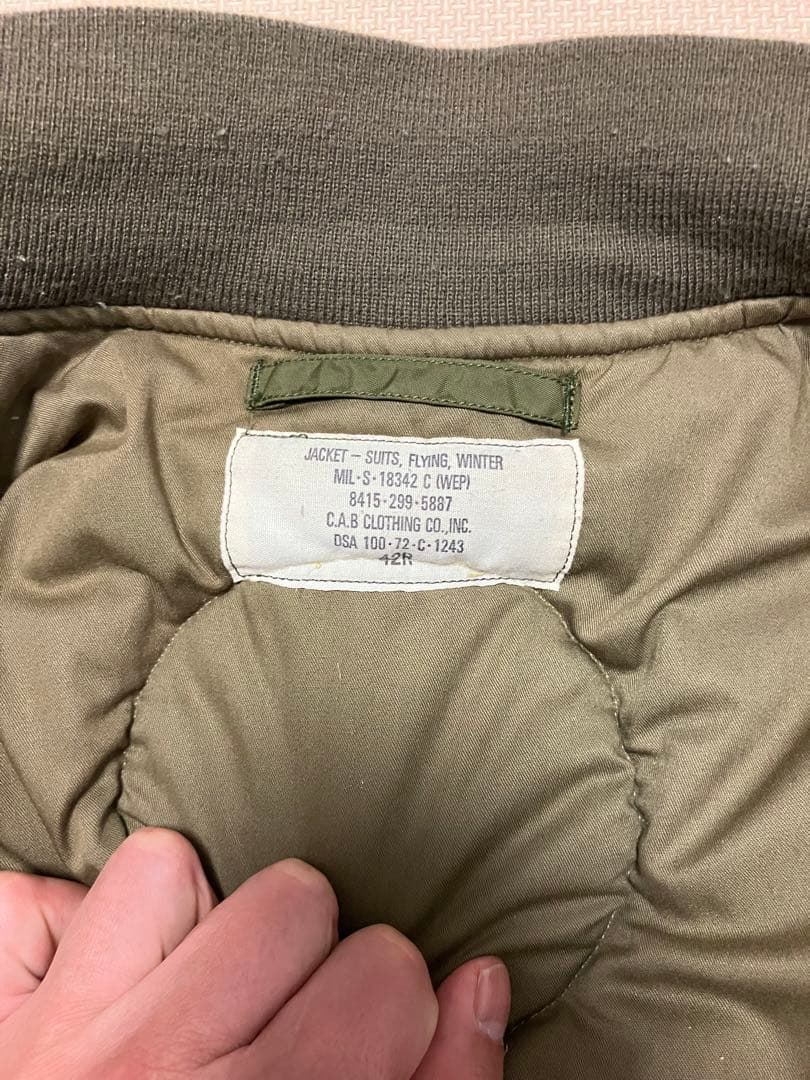 JACKET — SUITS, FLYING, WINTER
MIL·S·18342 C (WEP)
8415·299·5887
C.A.B CLOTHING CO.,INC.
DSA 100·72·C·1243
42R